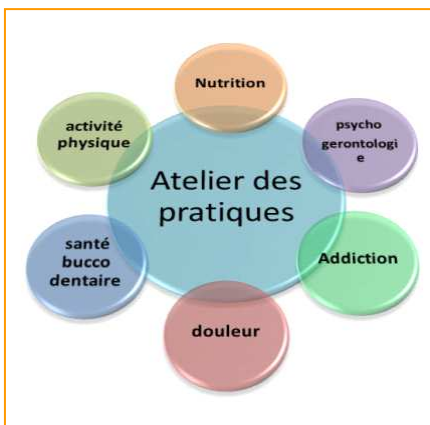 Nutrition
activité
physique
psycho
gerontologi
e
Atelier des
pratiques
santé
bucco
dentaire
Addiction
douleur